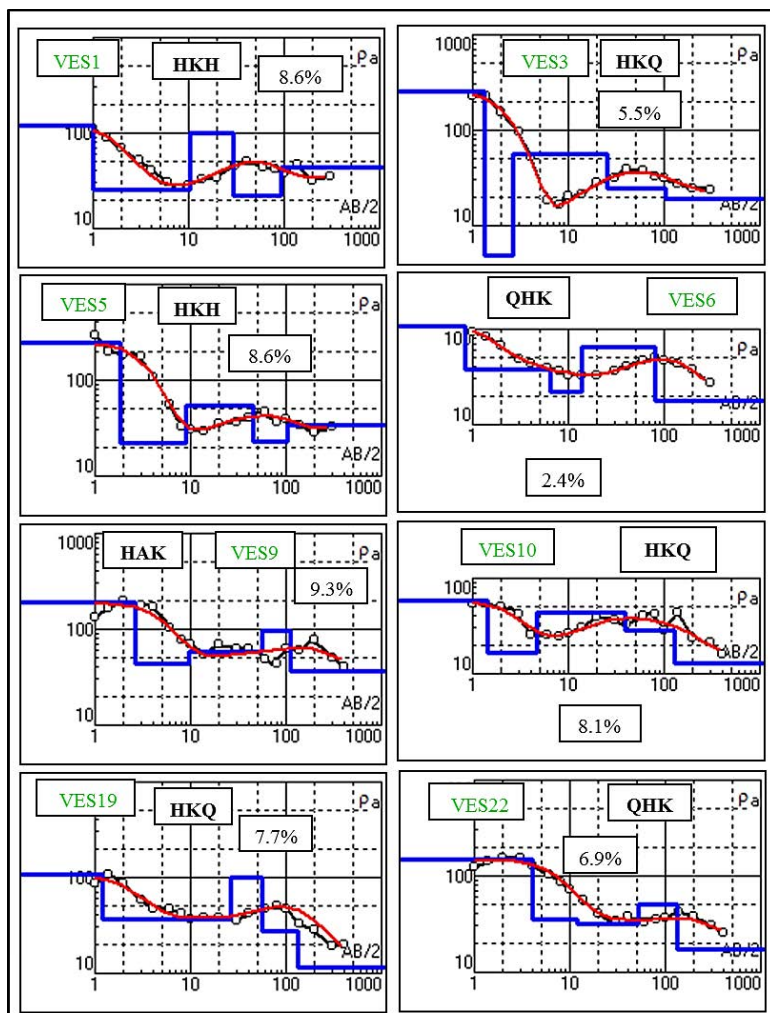 VES1 HKH 8.6%
ρa
100
10
AB/2
1 10 100 1000
VES3 HKQ
1000
ρa
5.5%
100
10
AB/2
1 10 100 1000
VES5 HKH
ρa
8.6%
100
10
AB/2
1 10 100 1000
QHK VES6
ρa
10
AB/2
1 10 100 1000
2.4%
1000
HAK VES9
ρa
9.3%
100
10
AB/2
1 10 100 1000
VES10 HKQ
100
ρa
10
AB/2
1 10 100 1000
8.1%
VES19 HKQ
ρa
7.7%
100
10
AB/2
1 10 100 1000
VES22 QHK
ρa
6.9%
100
10
AB/2
1 10 100 1000